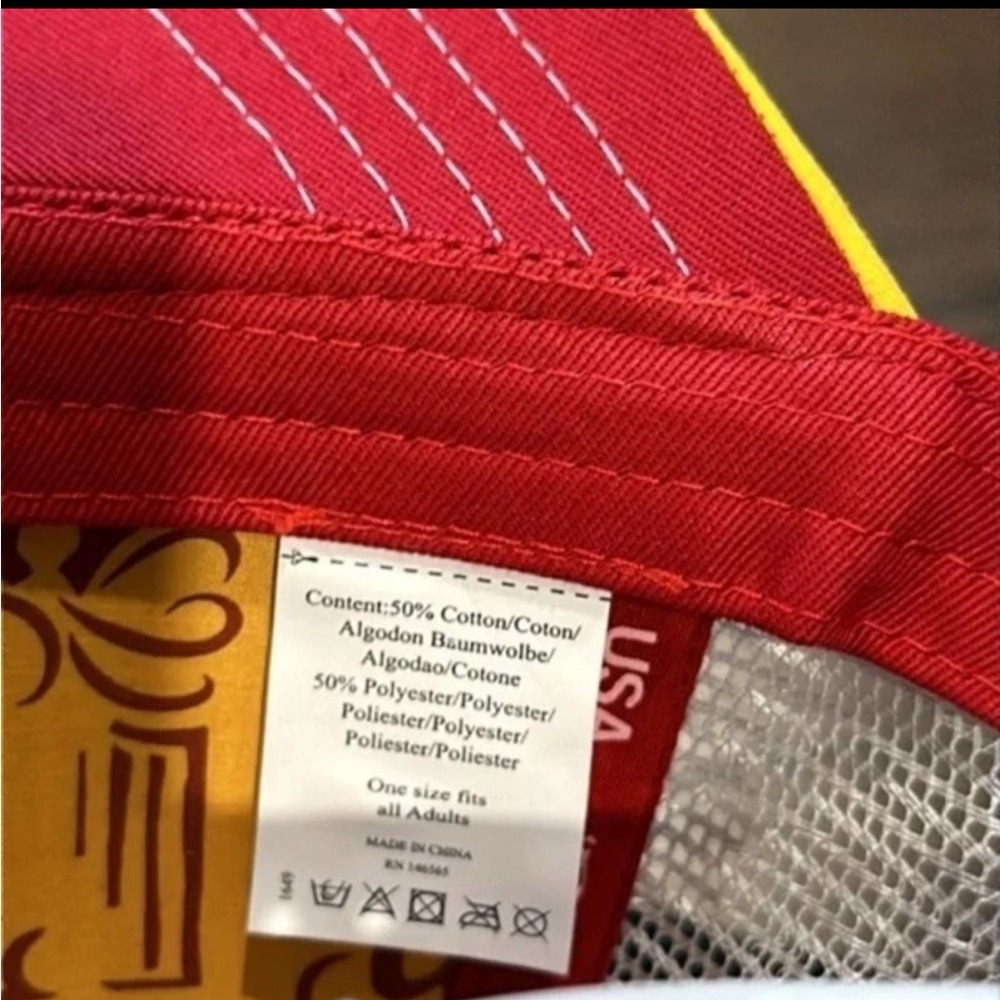 Content:50% Cotton/Coton/
Algodon Baumwolbe/
Algodao/Cotone
50% Polyester/Polyester/
Poliester/Polyester/
Poliester/Poliester
One size fits
all Adults
MADE IN CHINA
RN 146565
1649
USA